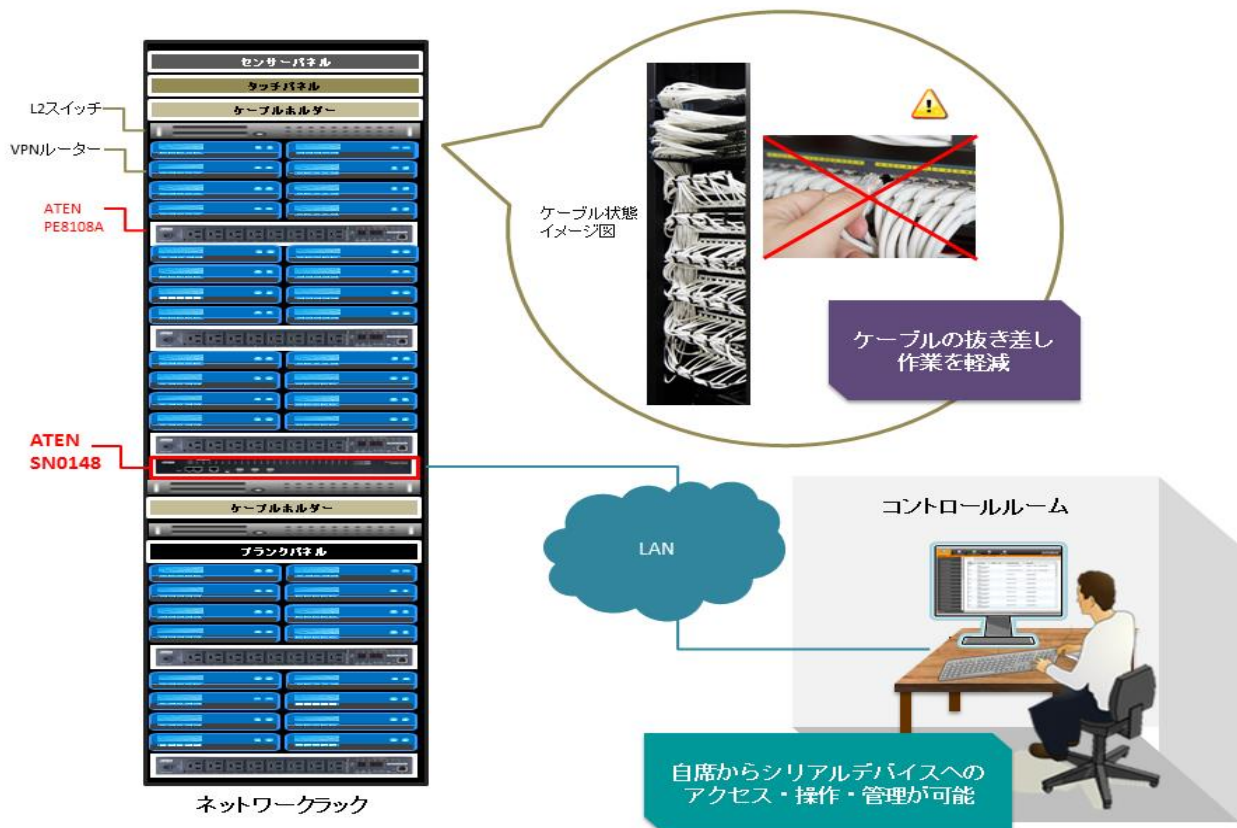 センサーパネル
タッチパネル
ケーブルホルダー
L2スイッチ
VPNルーター
ATEN
PE8108A
ATEN
SN0148
ケーブルホルダー
ブランクパネル
ネットワークラック
ケーブル状態
イメージ図
ケーブルの抜き差し
作業を軽減
LAN
コントロールルーム
自席からシリアルデバイスへの
アクセス・操作・管理が可能